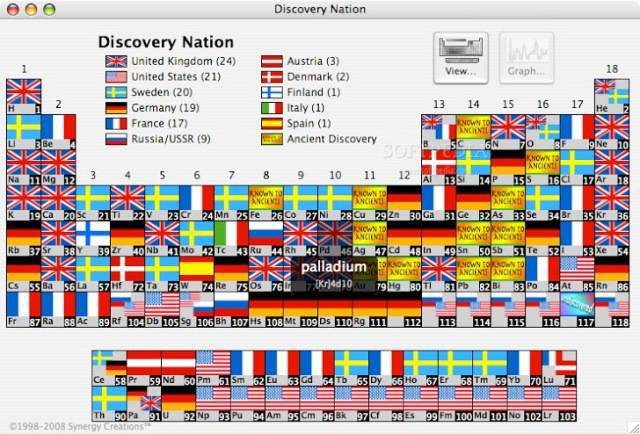 Discovery Nation
Discovery Nation
United Kingdom (24)
United States (21)
Sweden (20)
Germany (19)
France (17)
Russia/USSR (9)
Austria (3)
Denmark (2)
Finland (1)
Italy (1)
Spain (1)
Ancient Discovery
View...
Graph...
1 18
H 1 He 2
2 13 14 15 16 17
Li 3 Be 4 B 5 C 6 N 7 O 8 F 9 Ne 10
Na 11 Mg 12 Al 13 Si 14 P 15 S 16 Cl 17 Ar 18
3 4 5 6 7 8 9 10 11 12
K 19 Ca 20 Sc 21 Ti 22 V 23 Cr 24 Mn 25 Fe 26 Co 27 Ni 28 Cu 29 Zn 30 Ga 31 Ge 32 As 33 Se 34 Br 35 Kr 36
Rb 37 Sr 38 Y 39 Zr 40 Nb 41 Mo 42 Tc 43 Ru 44 Rh 45 Pd 46 Ag 47 Cd 48 In 49 Sn 50 Sb 51 Te 52 I 53 Xe 54
palladium
[Kr]4d10
Cs 55 Ba 56 Lu 71 Hf 72 Ta 73 W 74 Re 75 Os 76 Au 79 Hg 80 Tl 81 Pb 82 Bi 83 Po 84 At 85 Rn 86
Fr 87 Ra 88 Ac 89 Rf 104 Db 105 Sg 106 Bh 107 Hs 108 Mt 109 Ds 110 Rg 111 112 113 114 115 116 117 118
Ce 58 Pr 59 Nd 60 Pm 61 Sm 62 Eu 63 Gd 64 Tb 65 Dy 66 Ho 67 Er 68 Tm 69 Yb 70 Lu 71
Th 90 Pa 91 U 92 Np 93 Pu 94 Am 95 Cm 96 Bk 97 Cf 98 Es 99 Fm 100 Md 101 No 102 Lr 103
©1998-2008 Synergy Creations™